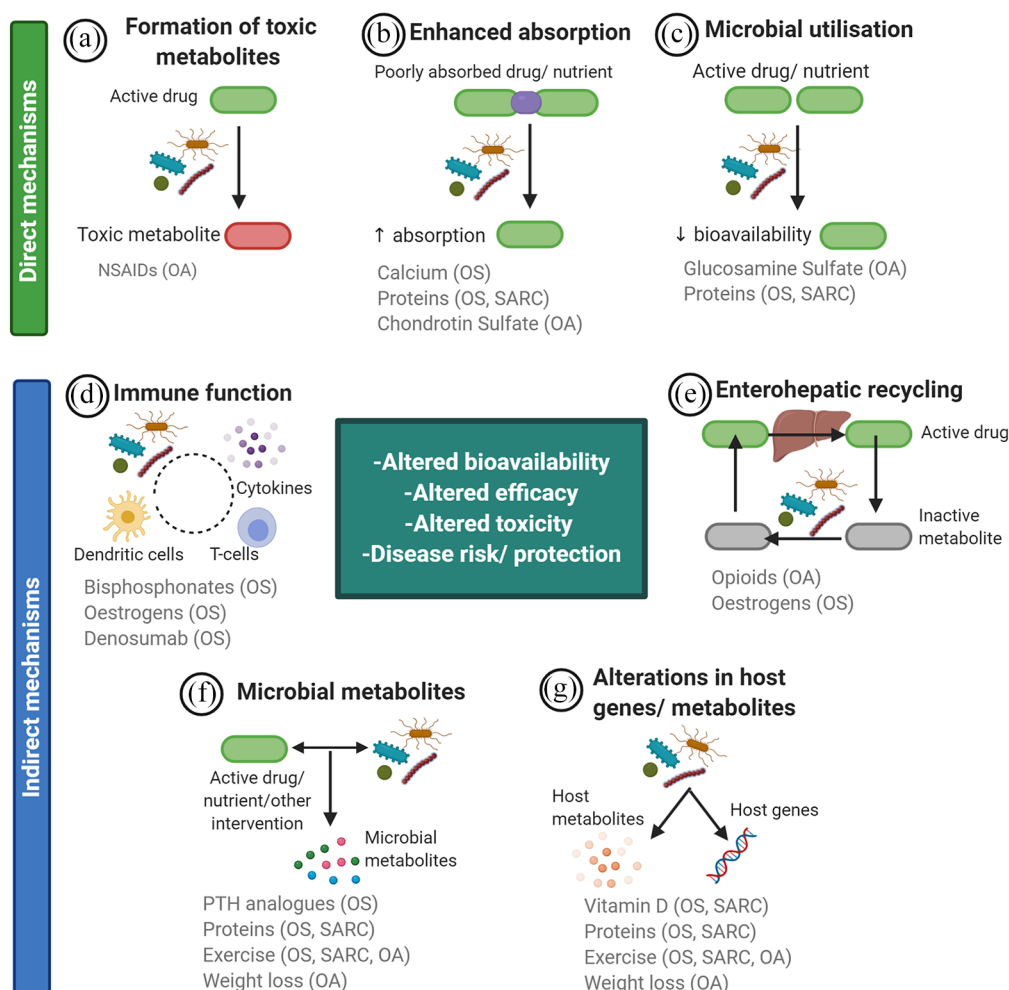 Direct mechanisms
(a)
Formation of toxic
metabolites
Active drug
Toxic metabolite
NSAIDs (OA)
(b)
Enhanced absorption
Poorly absorbed drug/ nutrient
↑ absorption
Calcium (OS)
Proteins (OS, SARC)
Chondrotin Sulfate (OA)
(c)
Microbial utilisation
Active drug/ nutrient
↓ bioavailability
Glucosamine Sulfate (OA)
Proteins (OS, SARC)
Indirect mechanisms
(d)
Immune function
Cytokines
Dendritic cells
T-cells
Bisphosphonates (OS)
Oestrogens (OS)
Denosumab (OS)
-Altered bioavailability
-Altered efficacy
-Altered toxicity
-Disease risk/ protection
(e)
Enterohepatic recycling
Active drug
Inactive
metabolite
Opioids (OA)
Oestrogens (OS)
(f)
Microbial metabolites
Active drug/
nutrient/other
intervention
Microbial
metabolites
PTH analogues (OS)
Proteins (OS, SARC)
Exercise (OS, SARC, OA)
Weight loss (OA)
(g)
Alterations in host
genes/ metabolites
Host
metabolites
Host genes
Vitamin D (OS, SARC)
Proteins (OS, SARC)
Exercise (OS, SARC, OA)
Weight loss (OA)